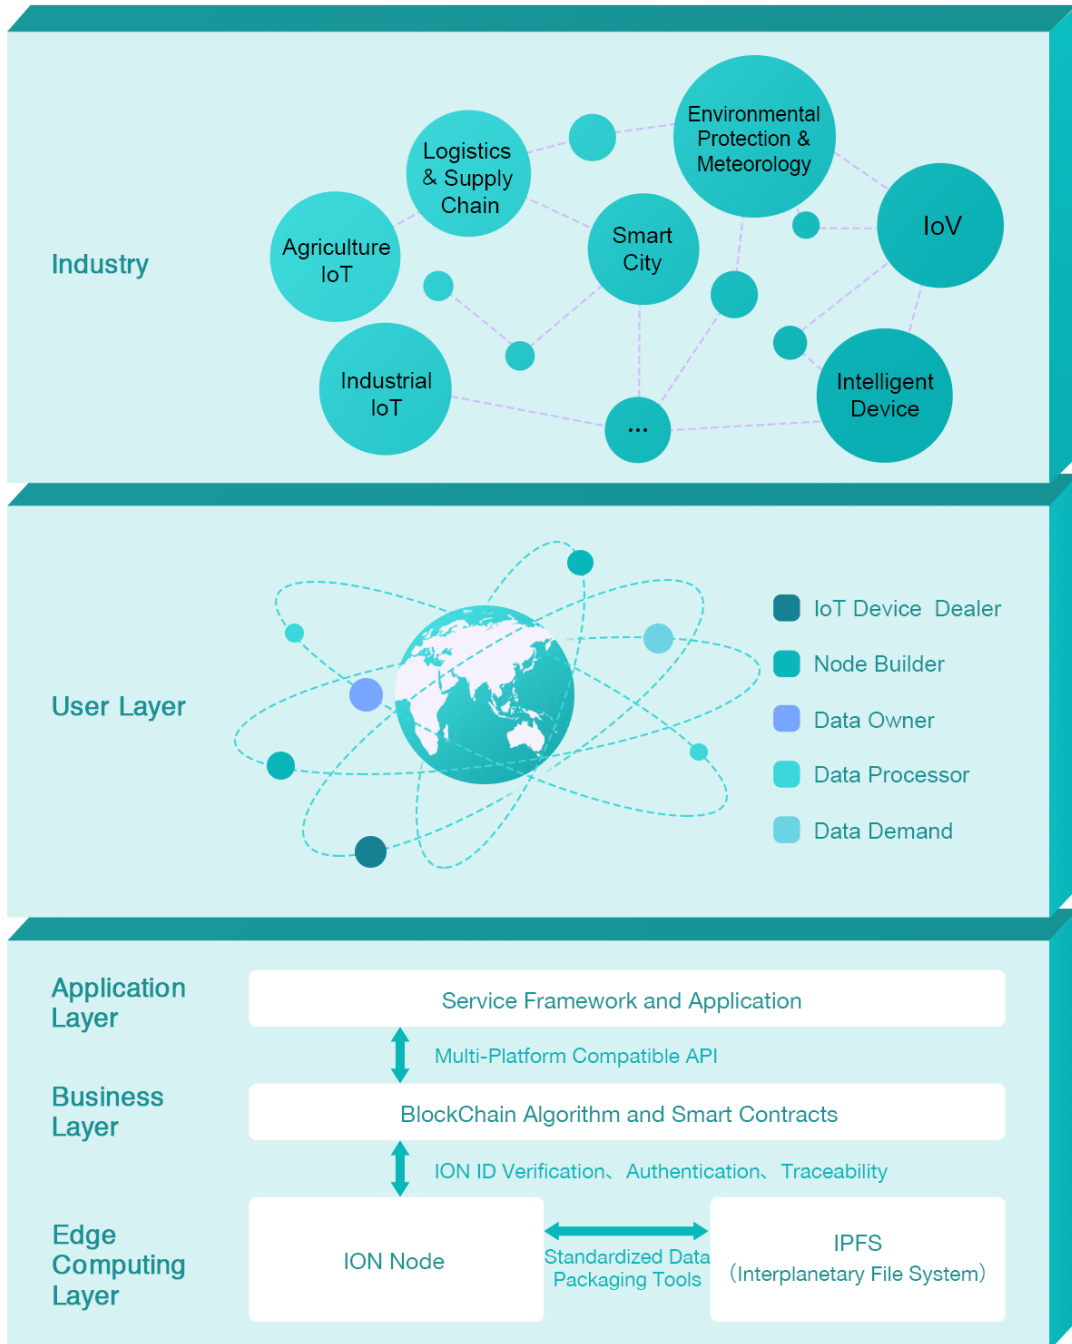 Industry
Logistics
& Supply
Chain
Environmental
Protection &
Meteorology
Agriculture
IoT
Smart
City
IoV
Industrial
IoT
...
Intelligent
Device
User Layer
IoT Device Dealer
Node Builder
Data Owner
Data Processor
Data Demand
Application
Layer
Service Framework and Application
Multi-Platform Compatible API
Business
Layer
BlockChain Algorithm and Smart Contracts
ION ID Verification、Authentication、Traceability
Edge
Computing
Layer
ION Node
Standardized Data
Packaging Tools
IPFS
（Interplanetary File System）